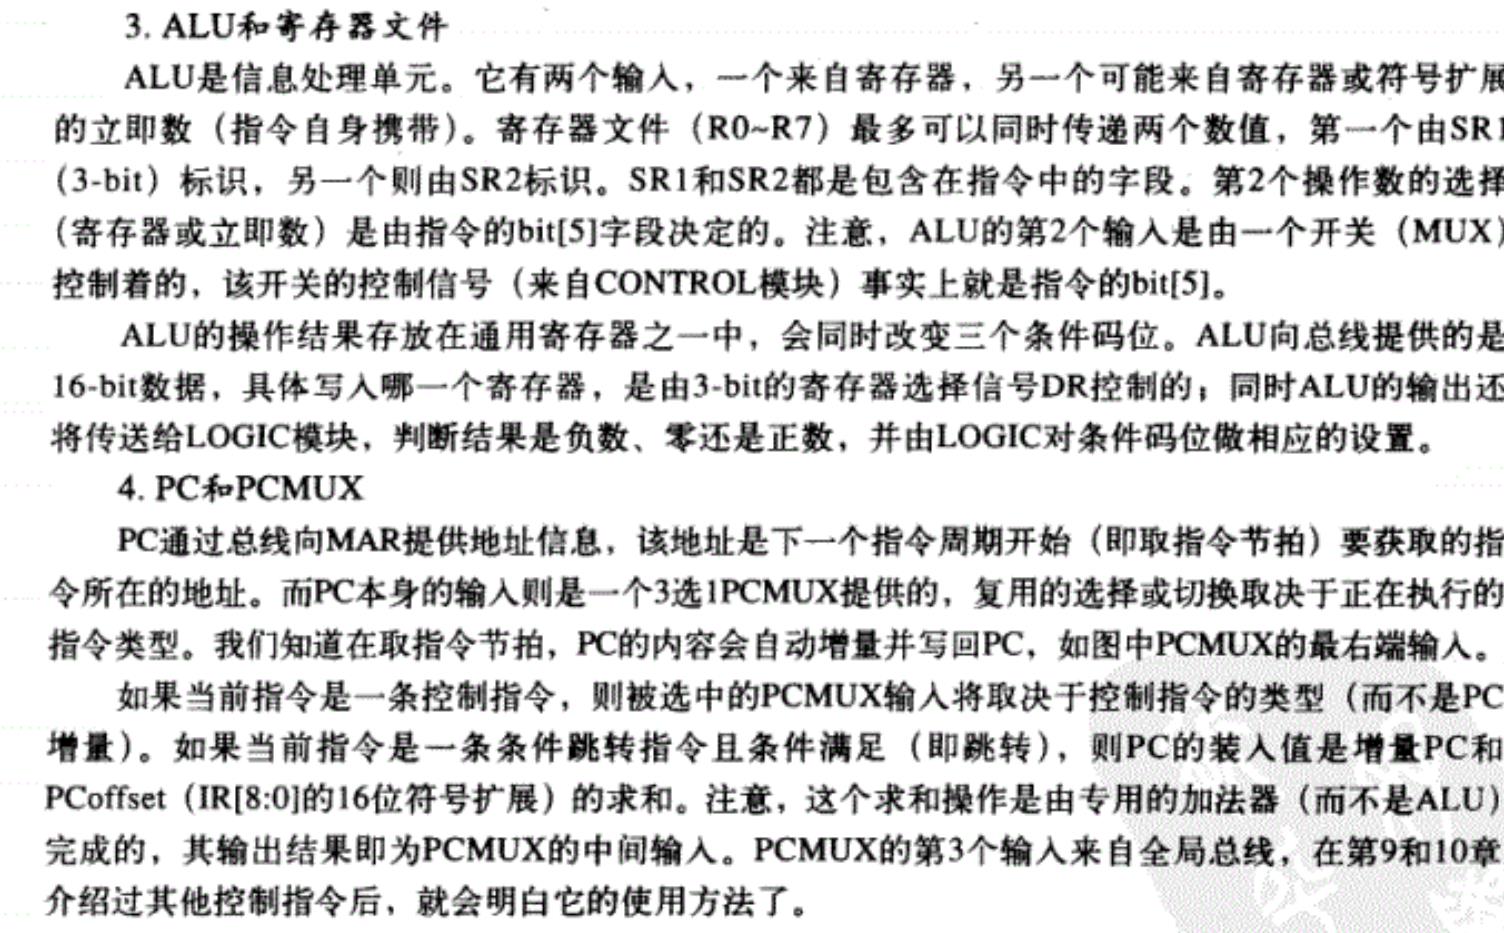 3. ALU和寄存器文件
ALU是信息处理单元。它有两个输入，一个来自寄存器，另一个可能来自寄存器或符号扩展
的立即数（指令自身携带）。寄存器文件（R0~R7）最多可以同时传递两个数值，第一个由SR1
（3-bit）标识，另一个则由SR2标识。SR1和SR2都是包含在指令中的字段。第2个操作数的选择
（寄存器或立即数）是由指令的bit[5]字段决定的。注意，ALU的第2个输入是由一个开关（MUX）
控制着的，该开关的控制信号（来自CONTROL模块）事实上就是指令的bit[5]。
ALU的操作结果存放在通用寄存器之一中，会同时改变三个条件码位。ALU向总线提供的是
16-bit数据，具体写入哪一个寄存器，是由3-bit的寄存器选择信号DR控制的；同时ALU的输出还
将传送给LOGIC模块，判断结果是负数、零还是正数，并由LOGIC对条件码位做相应的设置。
4. PC和PCMUX
PC通过总线向MAR提供地址信息，该地址是下一个指令周期开始（即取指令节拍）要获取的指
令所在的地址。而PC本身的输入则是一个3选1PCMUX提供的，复用的选择或切换取决于正在执行的
指令类型。我们知道在取指令节拍，PC的内容会自动增量并写回PC，如图中PCMUX的最右端输入。
如果当前指令是一条控制指令，则被选中的PCMUX输入将取决于控制指令的类型（而不是PC
增量）。如果当前指令是一条条件跳转指令且条件满足（即跳转），则PC的装入值是增量PC和
PCoffset（IR[8:0]的16位符号扩展）的求和。注意，这个求和操作是由专用的加法器（而不是ALU）
完成的，其输出结果即为PCMUX的中间输入。PCMUX的第3个输入来自全局总线，在第9和10章
介绍过其他控制指令后，就会明白它的使用方法了。